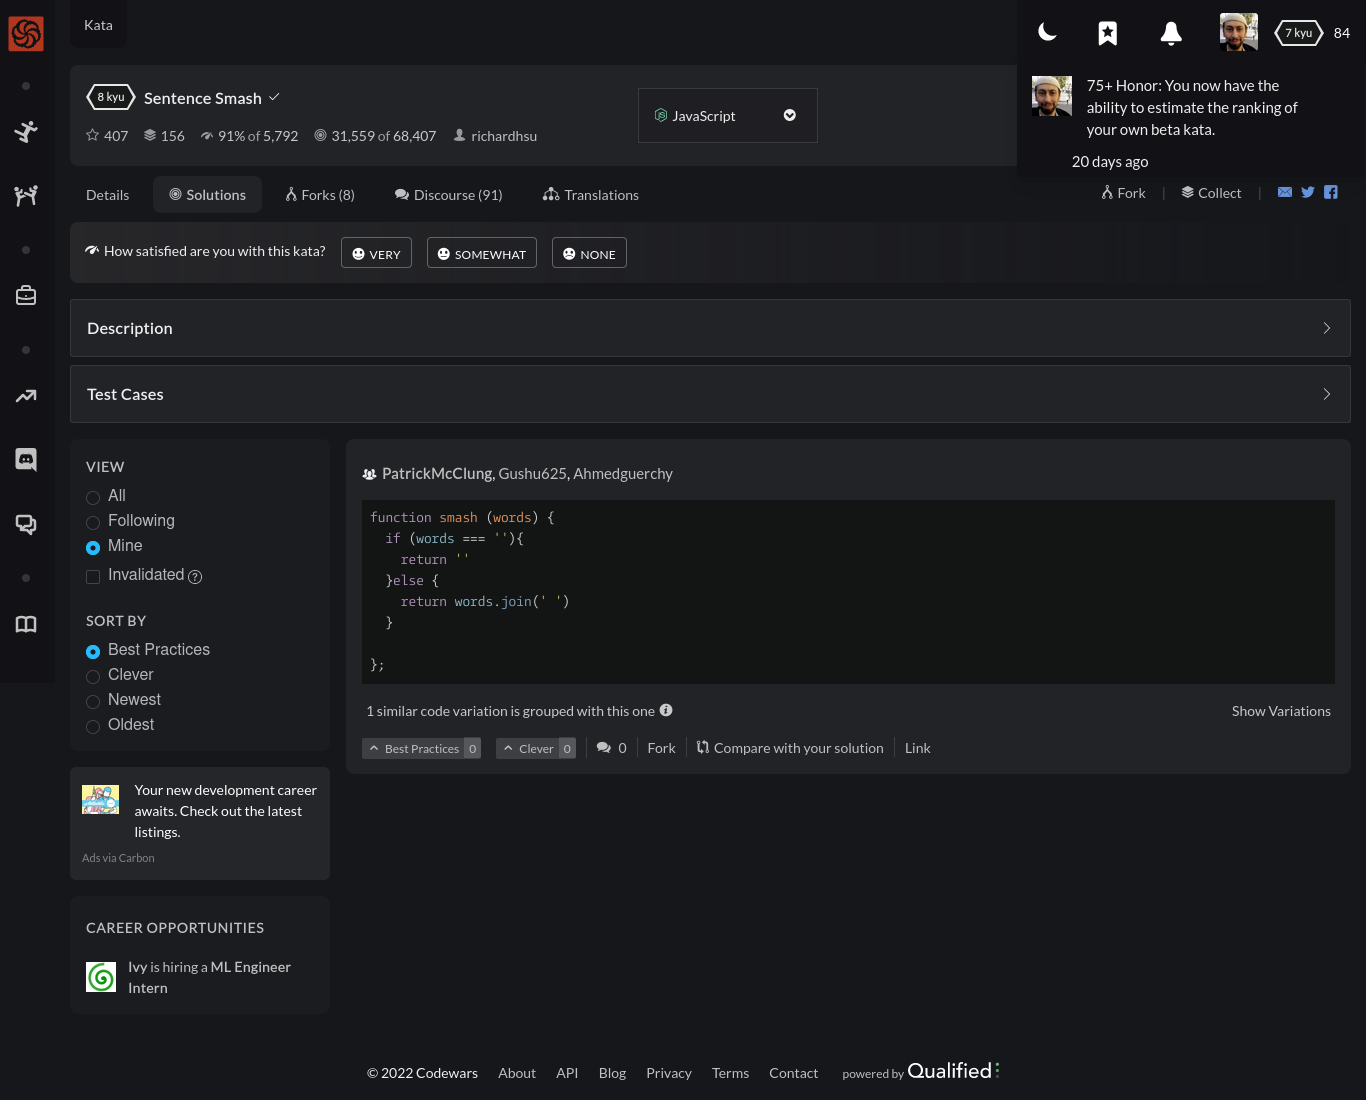 Kata
7 kyu 84
75+ Honor: You now have the
ability to estimate the ranking of
your own beta kata.
20 days ago
8 kyu Sentence Smash
407 156 91% of 5,792 31,559 of 68,407 richardhsu
JavaScript
Details Solutions Forks (8) Discourse (91) Translations
Fork | Collect |
How satisfied are you with this kata? VERY SOMEWHAT NONE
Description
Test Cases
VIEW
All
Following
Mine
Invalidated ?
SORT BY
Best Practices
Clever
Newest
Oldest
Your new development career
awaits. Check out the latest
listings.
Ads via Carbon
CAREER OPPORTUNITIES
Ivy is hiring a ML Engineer
Intern
PatrickMcClung, Gushu625, Ahmedguerchy
function smash (words) {
  if (words === ''){
    return ''
  }else {
    return words.join(' ')
  }
};
1 similar code variation is grouped with this one
Show Variations
Best Practices 0 Clever 0 0 Fork Compare with your solution Link
© 2022 Codewars About API Blog Privacy Terms Contact powered by Qualified